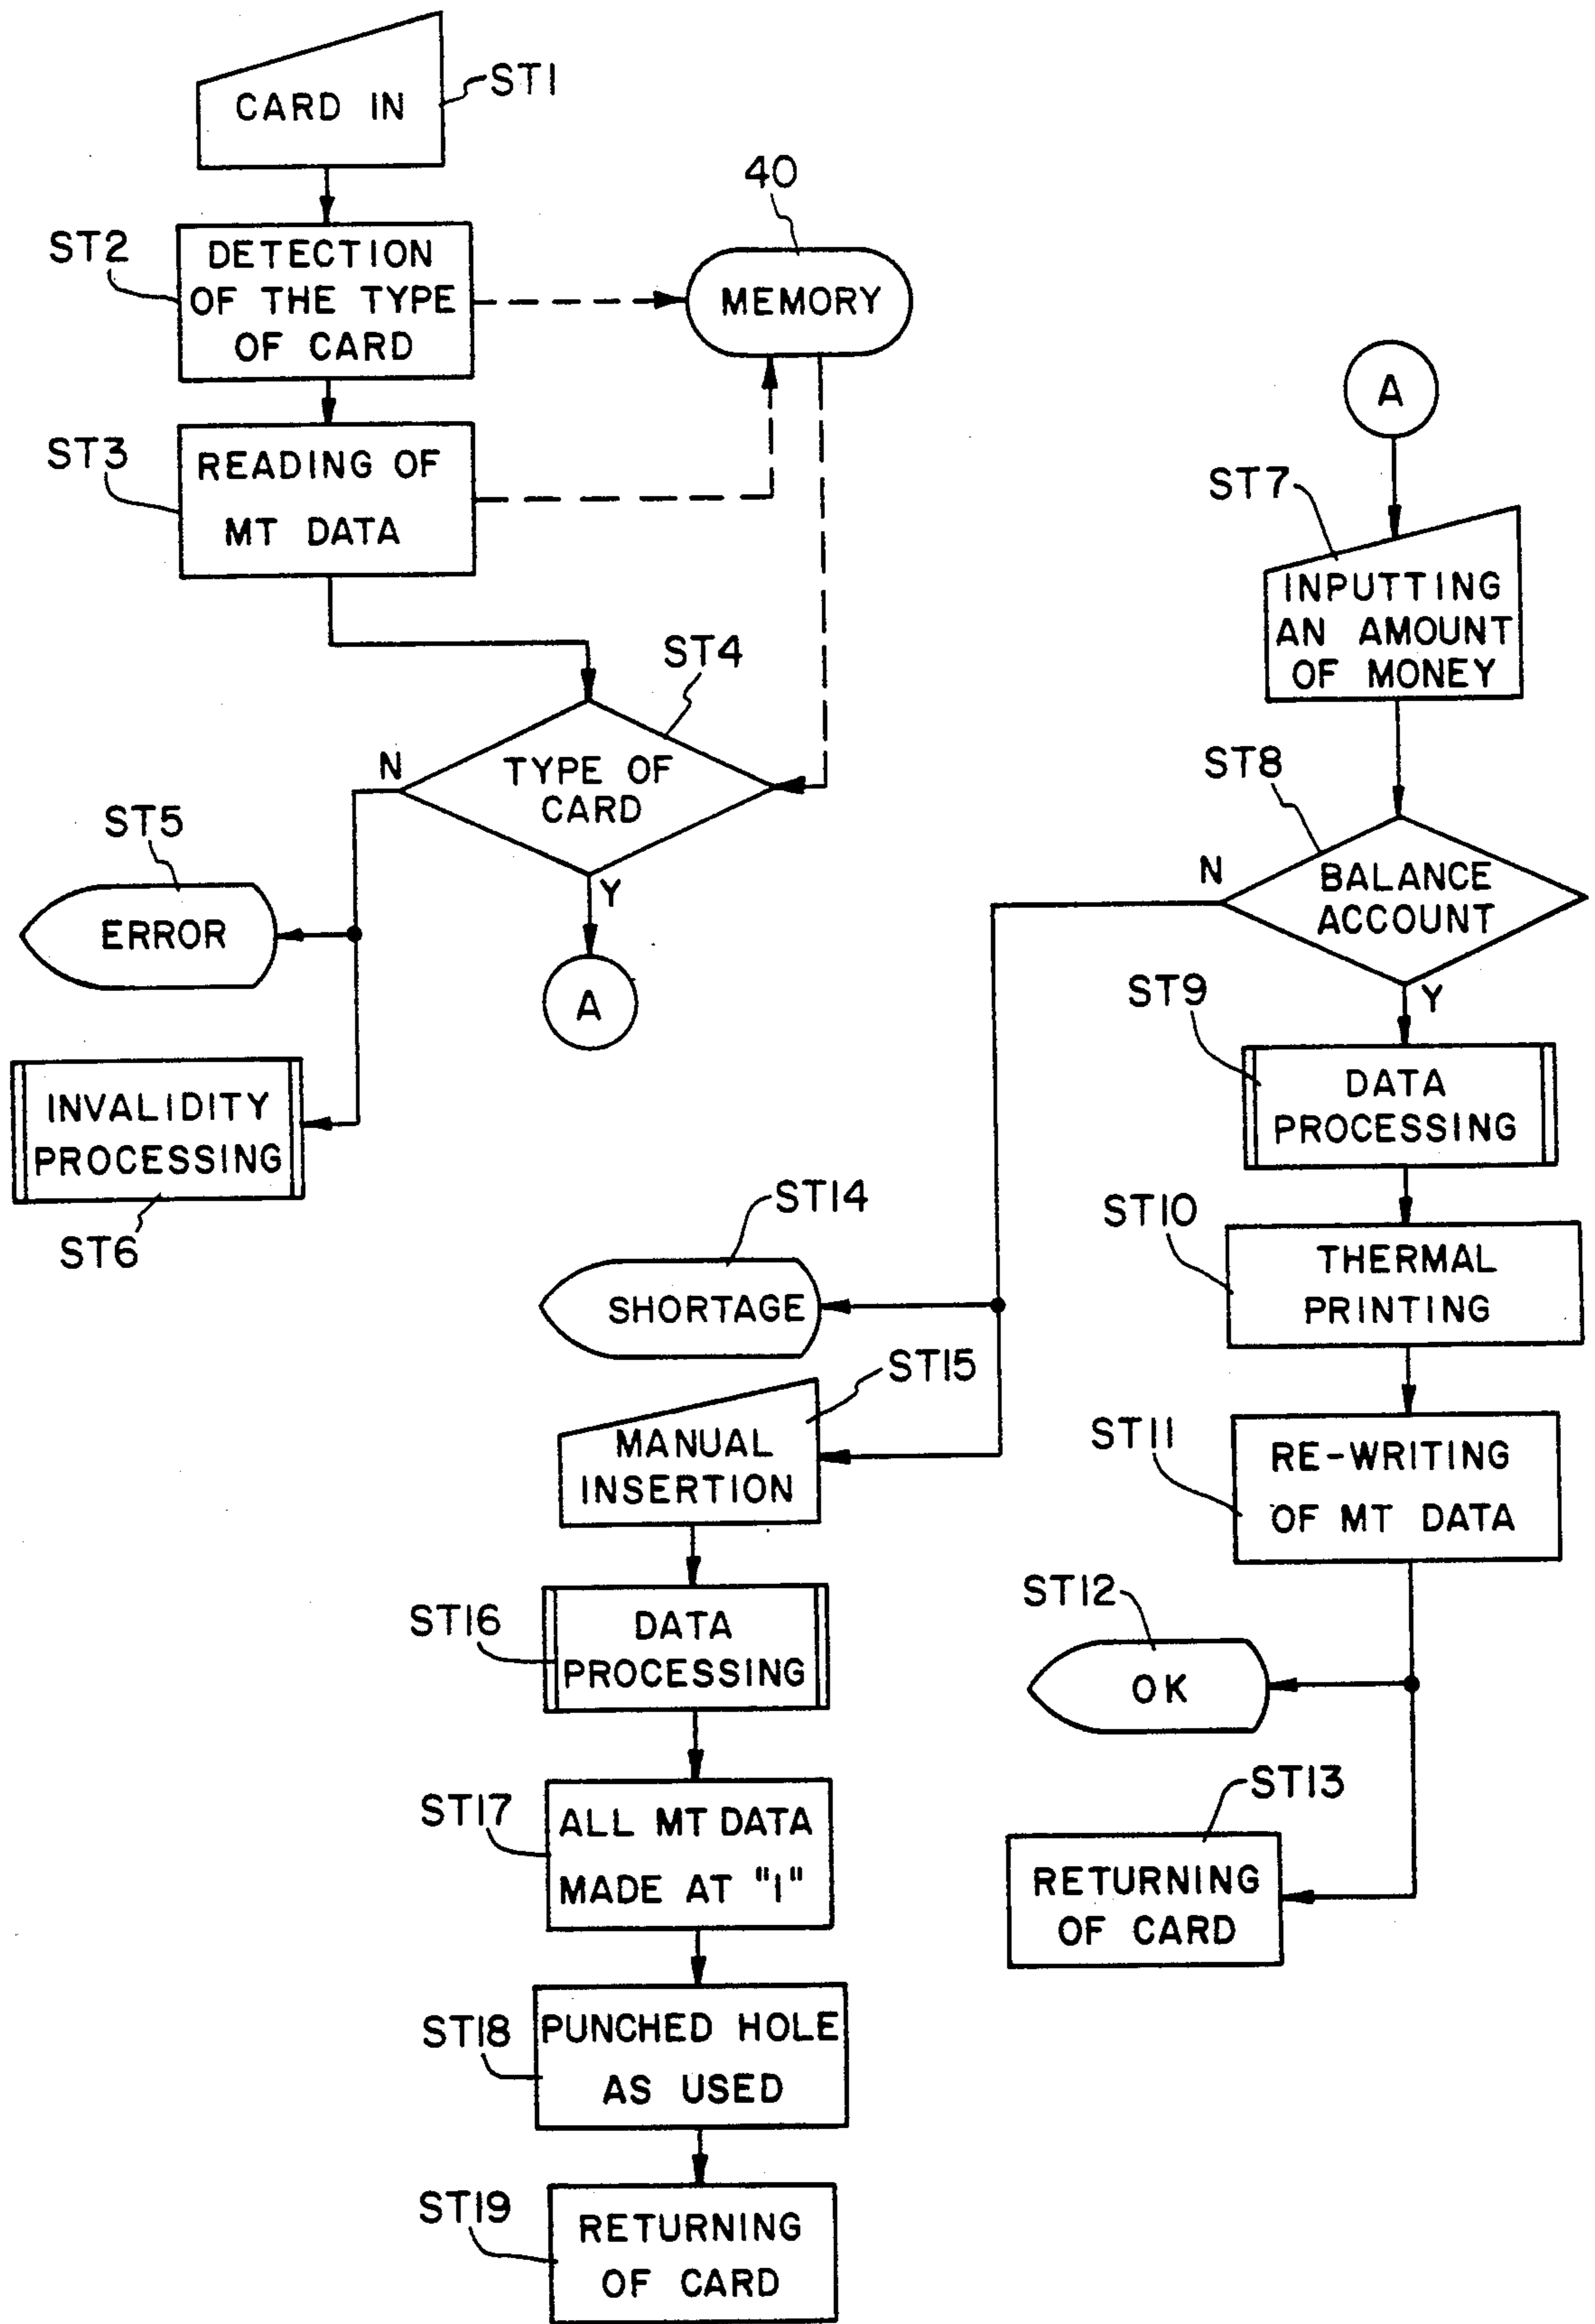 ST1
CARD IN
ST2
DETECTION
OF THE TYPE
OF CARD
40
MEMORY
ST3
READING OF
MT DATA
ST4
N
TYPE OF
CARD
Y
ST5
ERROR
A
INVALIDITY
PROCESSING
ST6
A
ST7
INPUTTING
AN AMOUNT
OF MONEY
ST8
N
BALANCE
ACCOUNT
Y
ST9
DATA
PROCESSING
ST10
THERMAL
PRINTING
ST11
RE-WRITING
OF MT DATA
ST12
OK
ST13
RETURNING
OF CARD
ST14
SHORTAGE
ST15
MANUAL
INSERTION
ST16
DATA
PROCESSING
ST17
ALL MT DATA
MADE AT "1"
ST18
PUNCHED HOLE
AS USED
ST19
RETURNING
OF CARD